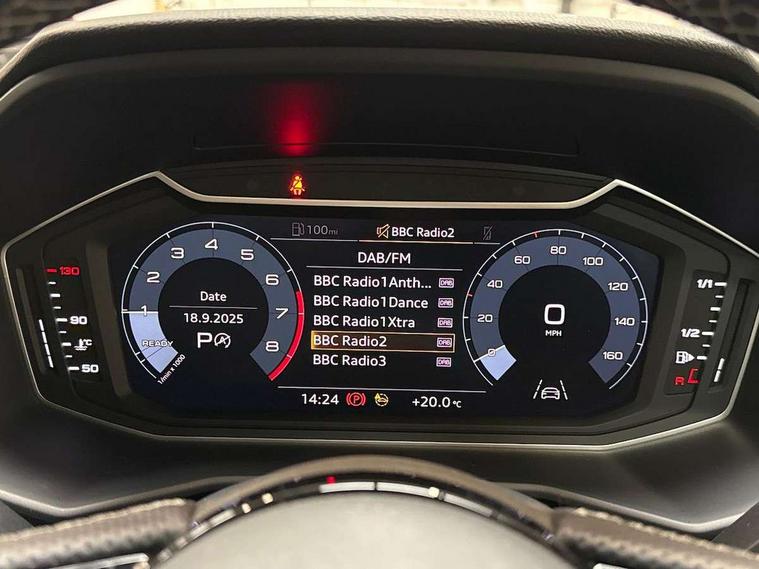 100mi
BBC Radio2
DAB/FM
BBC Radio1Anth...
BBC Radio1Dance
BBC Radio1Xtra
BBC Radio2
BBC Radio3
DAB
DAB
DAB
DAB
DAB
1
2
3
4
5
6
7
8
READY
1/min x 1000
Date
18.9.2025
P
A
0
20
40
60
80
100
120
140
160
0
MPH
130
90
°C
50
1/1
1/2
R
14:24
(P)
+20.0°C